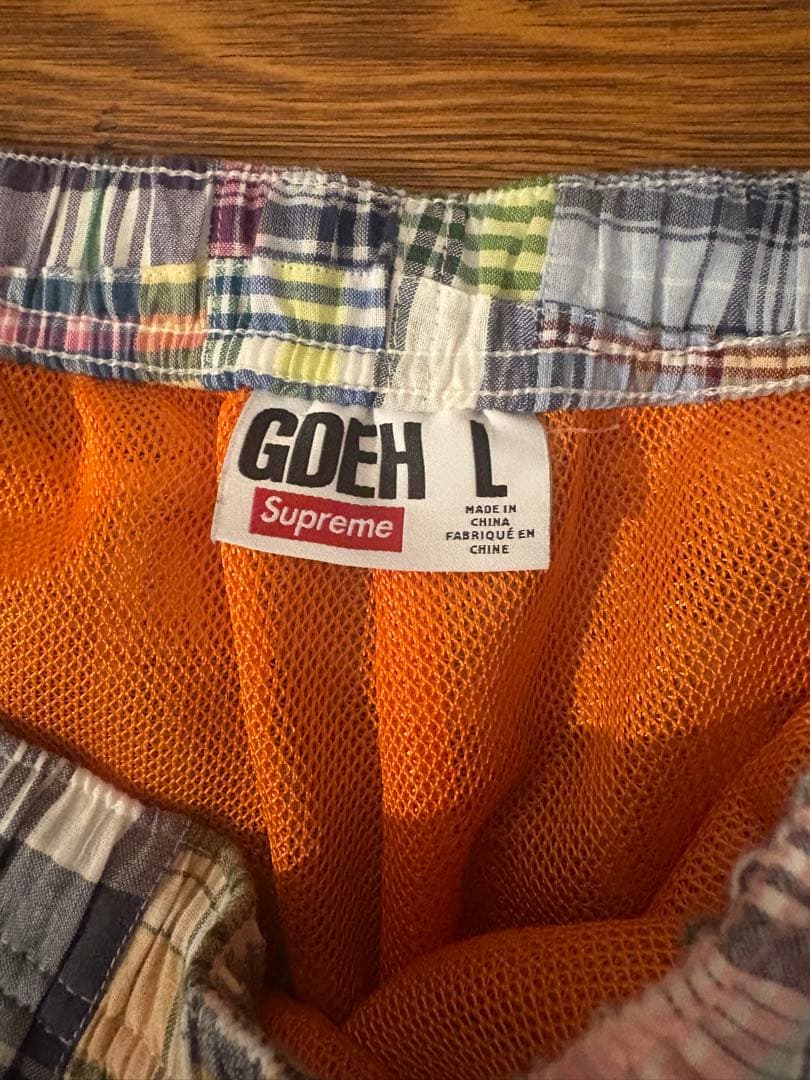 GDEH L
Supreme
MADE IN
CHINA
FABRIQUÉ EN
CHINE